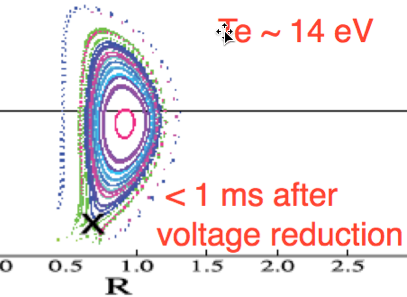 Te ~ 14 eV
< 1 ms after
voltage reduction
X
0 0.5 1.0 1.5 2.0 2.5
R